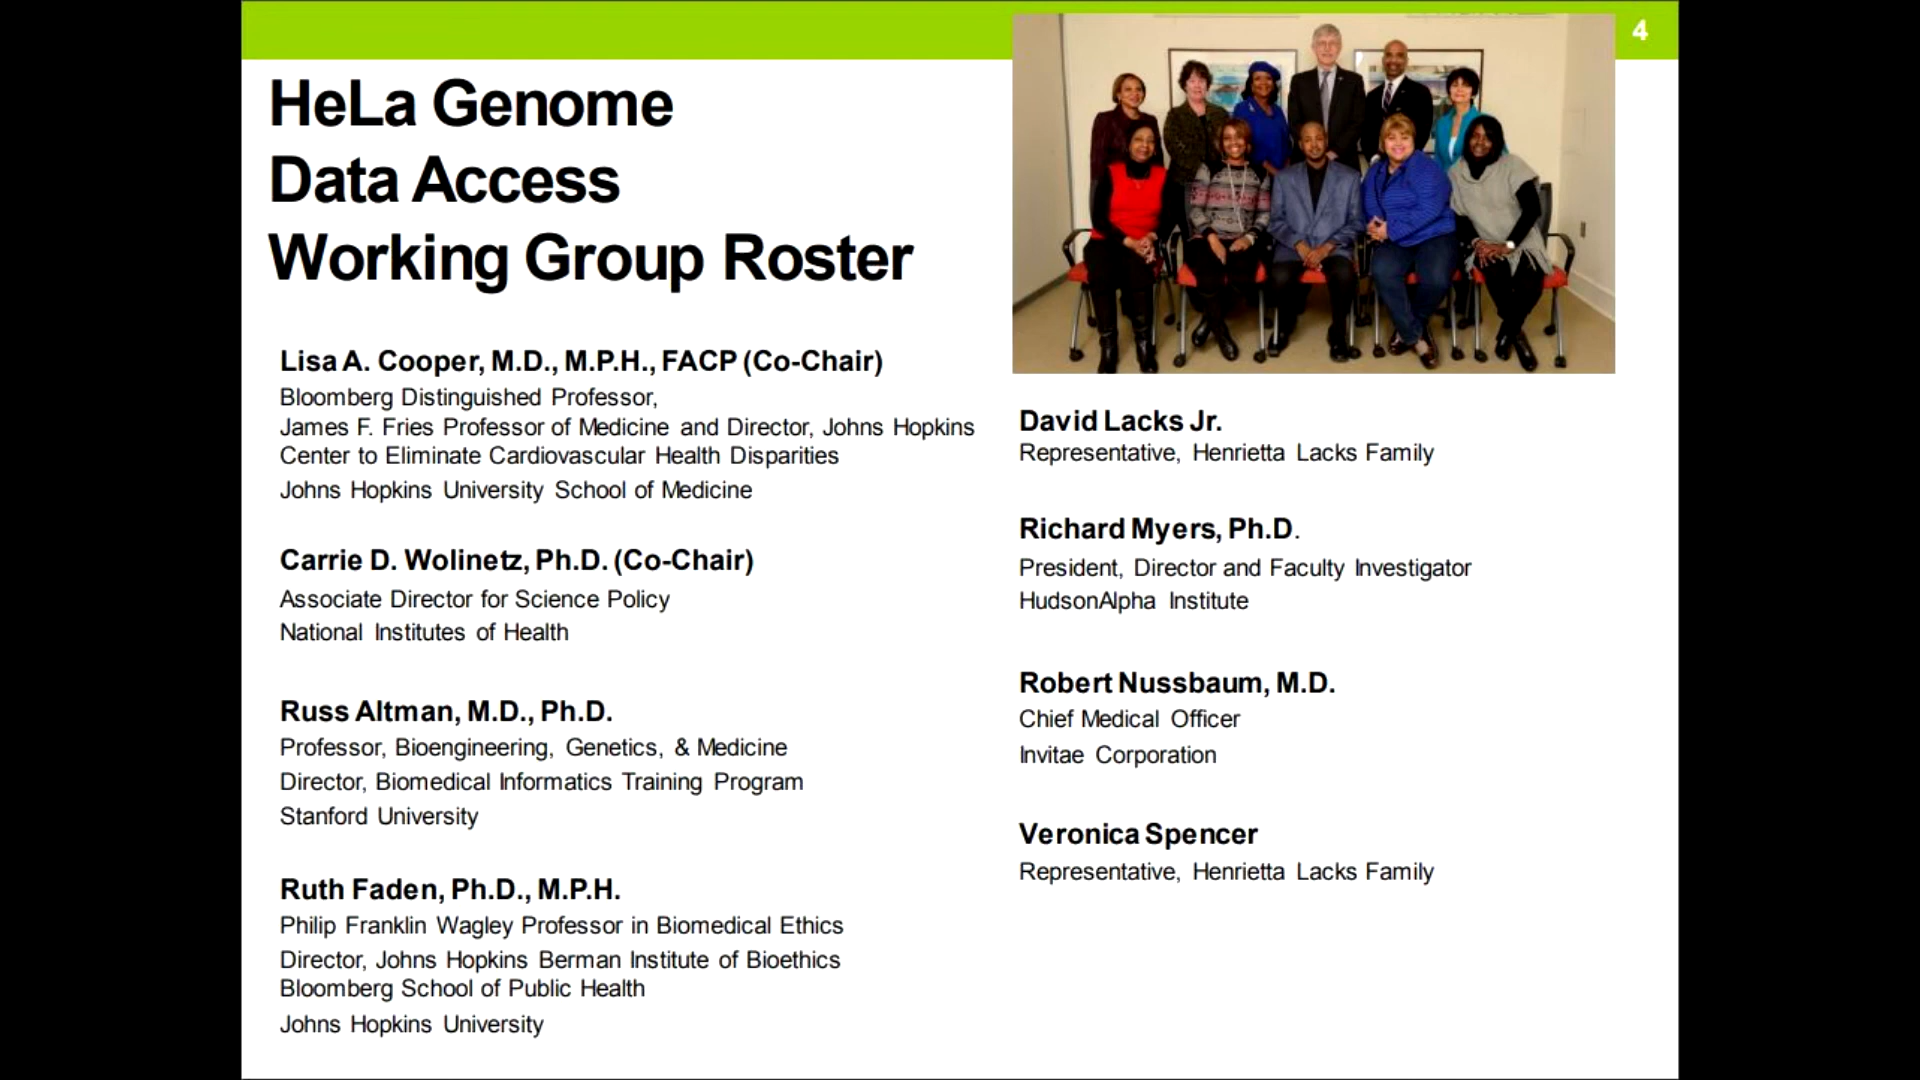 4
HeLa Genome
Data Access
Working Group Roster
Lisa A. Cooper, M.D., M.P.H., FACP (Co-Chair)
Bloomberg Distinguished Professor,
James F. Fries Professor of Medicine and Director, Johns Hopkins
Center to Eliminate Cardiovascular Health Disparities
Johns Hopkins University School of Medicine
Carrie D. Wolinetz, Ph.D. (Co-Chair)
Associate Director for Science Policy
National Institutes of Health
Russ Altman, M.D., Ph.D.
Professor, Bioengineering, Genetics, & Medicine
Director, Biomedical Informatics Training Program
Stanford University
Ruth Faden, Ph.D., M.P.H.
Philip Franklin Wagley Professor in Biomedical Ethics
Director, Johns Hopkins Berman Institute of Bioethics
Bloomberg School of Public Health
Johns Hopkins University
David Lacks Jr.
Representative, Henrietta Lacks Family
Richard Myers, Ph.D.
President, Director and Faculty Investigator
HudsonAlpha Institute
Robert Nussbaum, M.D.
Chief Medical Officer
Invitae Corporation
Veronica Spencer
Representative, Henrietta Lacks Family